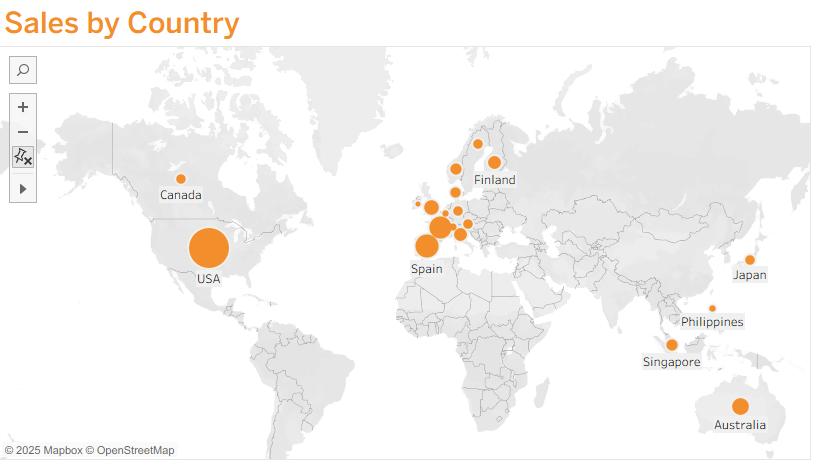 Sales by Country
Canada
Finland
USA
Spain
Japan
Philippines
Singapore
Australia
© 2025 Mapbox © OpenStreetMap